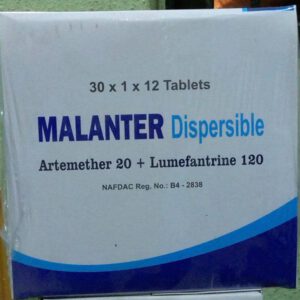 30 x 1 x 12 Tablets
MALANTER Dispersible
Artemether 20 + Lumefantrine 120
NAFDAC Reg. No.: B4 - 2838